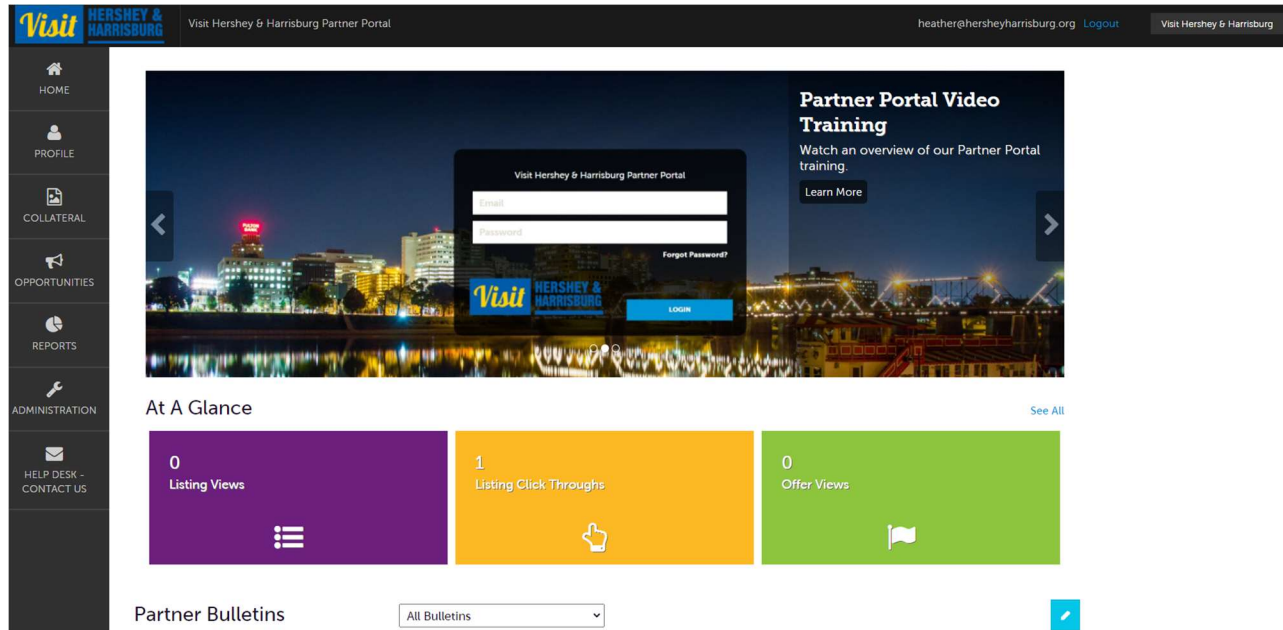 Visit HERSHEY &
HARRISBURG
Visit Hershey & Harrisburg Partner Portal
heather@hersheyharrisburg.org Logout
Visit Hershey & Harrisburg
HOME
PROFILE
COLLATERAL
OPPORTUNITIES
REPORTS
ADMINISTRATION
HELP DESK -
CONTACT US
Partner Portal Video
Training
Watch an overview of our Partner Portal
training.
Learn More
Visit Hershey & Harrisburg Partner Portal
Email
Password
Forgot Password?
Visit HERSHEY &
HARRISBURG
LOGIN
FULTON
BANK
At A Glance
See All
0
Listing Views
1
Listing Click Throughs
0
Offer Views
Partner Bulletins
All Bulletins